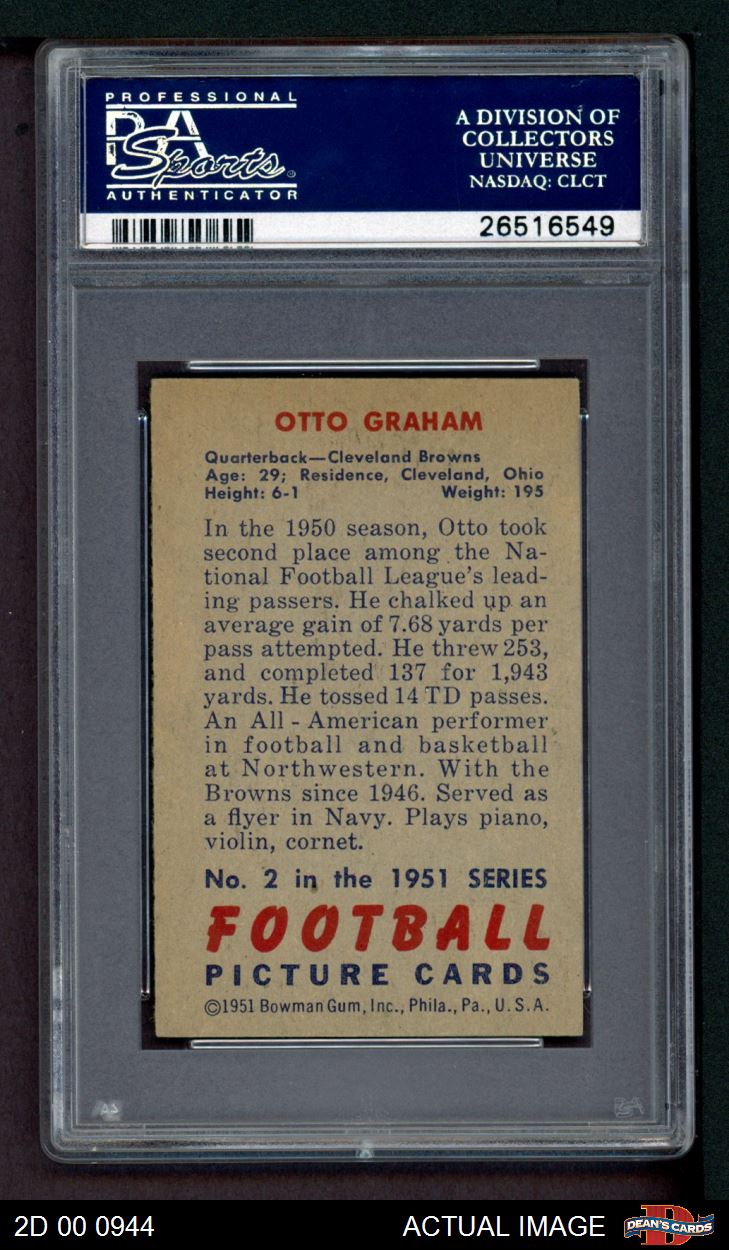 PROFESSIONAL
PSA
Sports
AUTHENTICATOR
A DIVISION OF
COLLECTORS
UNIVERSE
NASDAQ: CLCT
26516549
OTTO GRAHAM
Quarterback—Cleveland Browns
Age: 29; Residence, Cleveland, Ohio
Height: 6-1 Weight: 195
In the 1950 season, Otto took
second place among the Na-
tional Football League's lead-
ing passers. He chalked up an
average gain of 7.68 yards per
pass attempted. He threw 253,
and completed 137 for 1,943
yards. He tossed 14 TD passes.
An All - American performer
in football and basketball
at Northwestern. With the
Browns since 1946. Served as
a flyer in Navy. Plays piano,
violin, cornet.
No. 2 in the 1951 SERIES
FOOTBALL
PICTURE CARDS
©1951 Bowman Gum, Inc., Phila., Pa., U. S. A.
PSA
2D 00 0944
ACTUAL IMAGE
DEAN'S CARDS